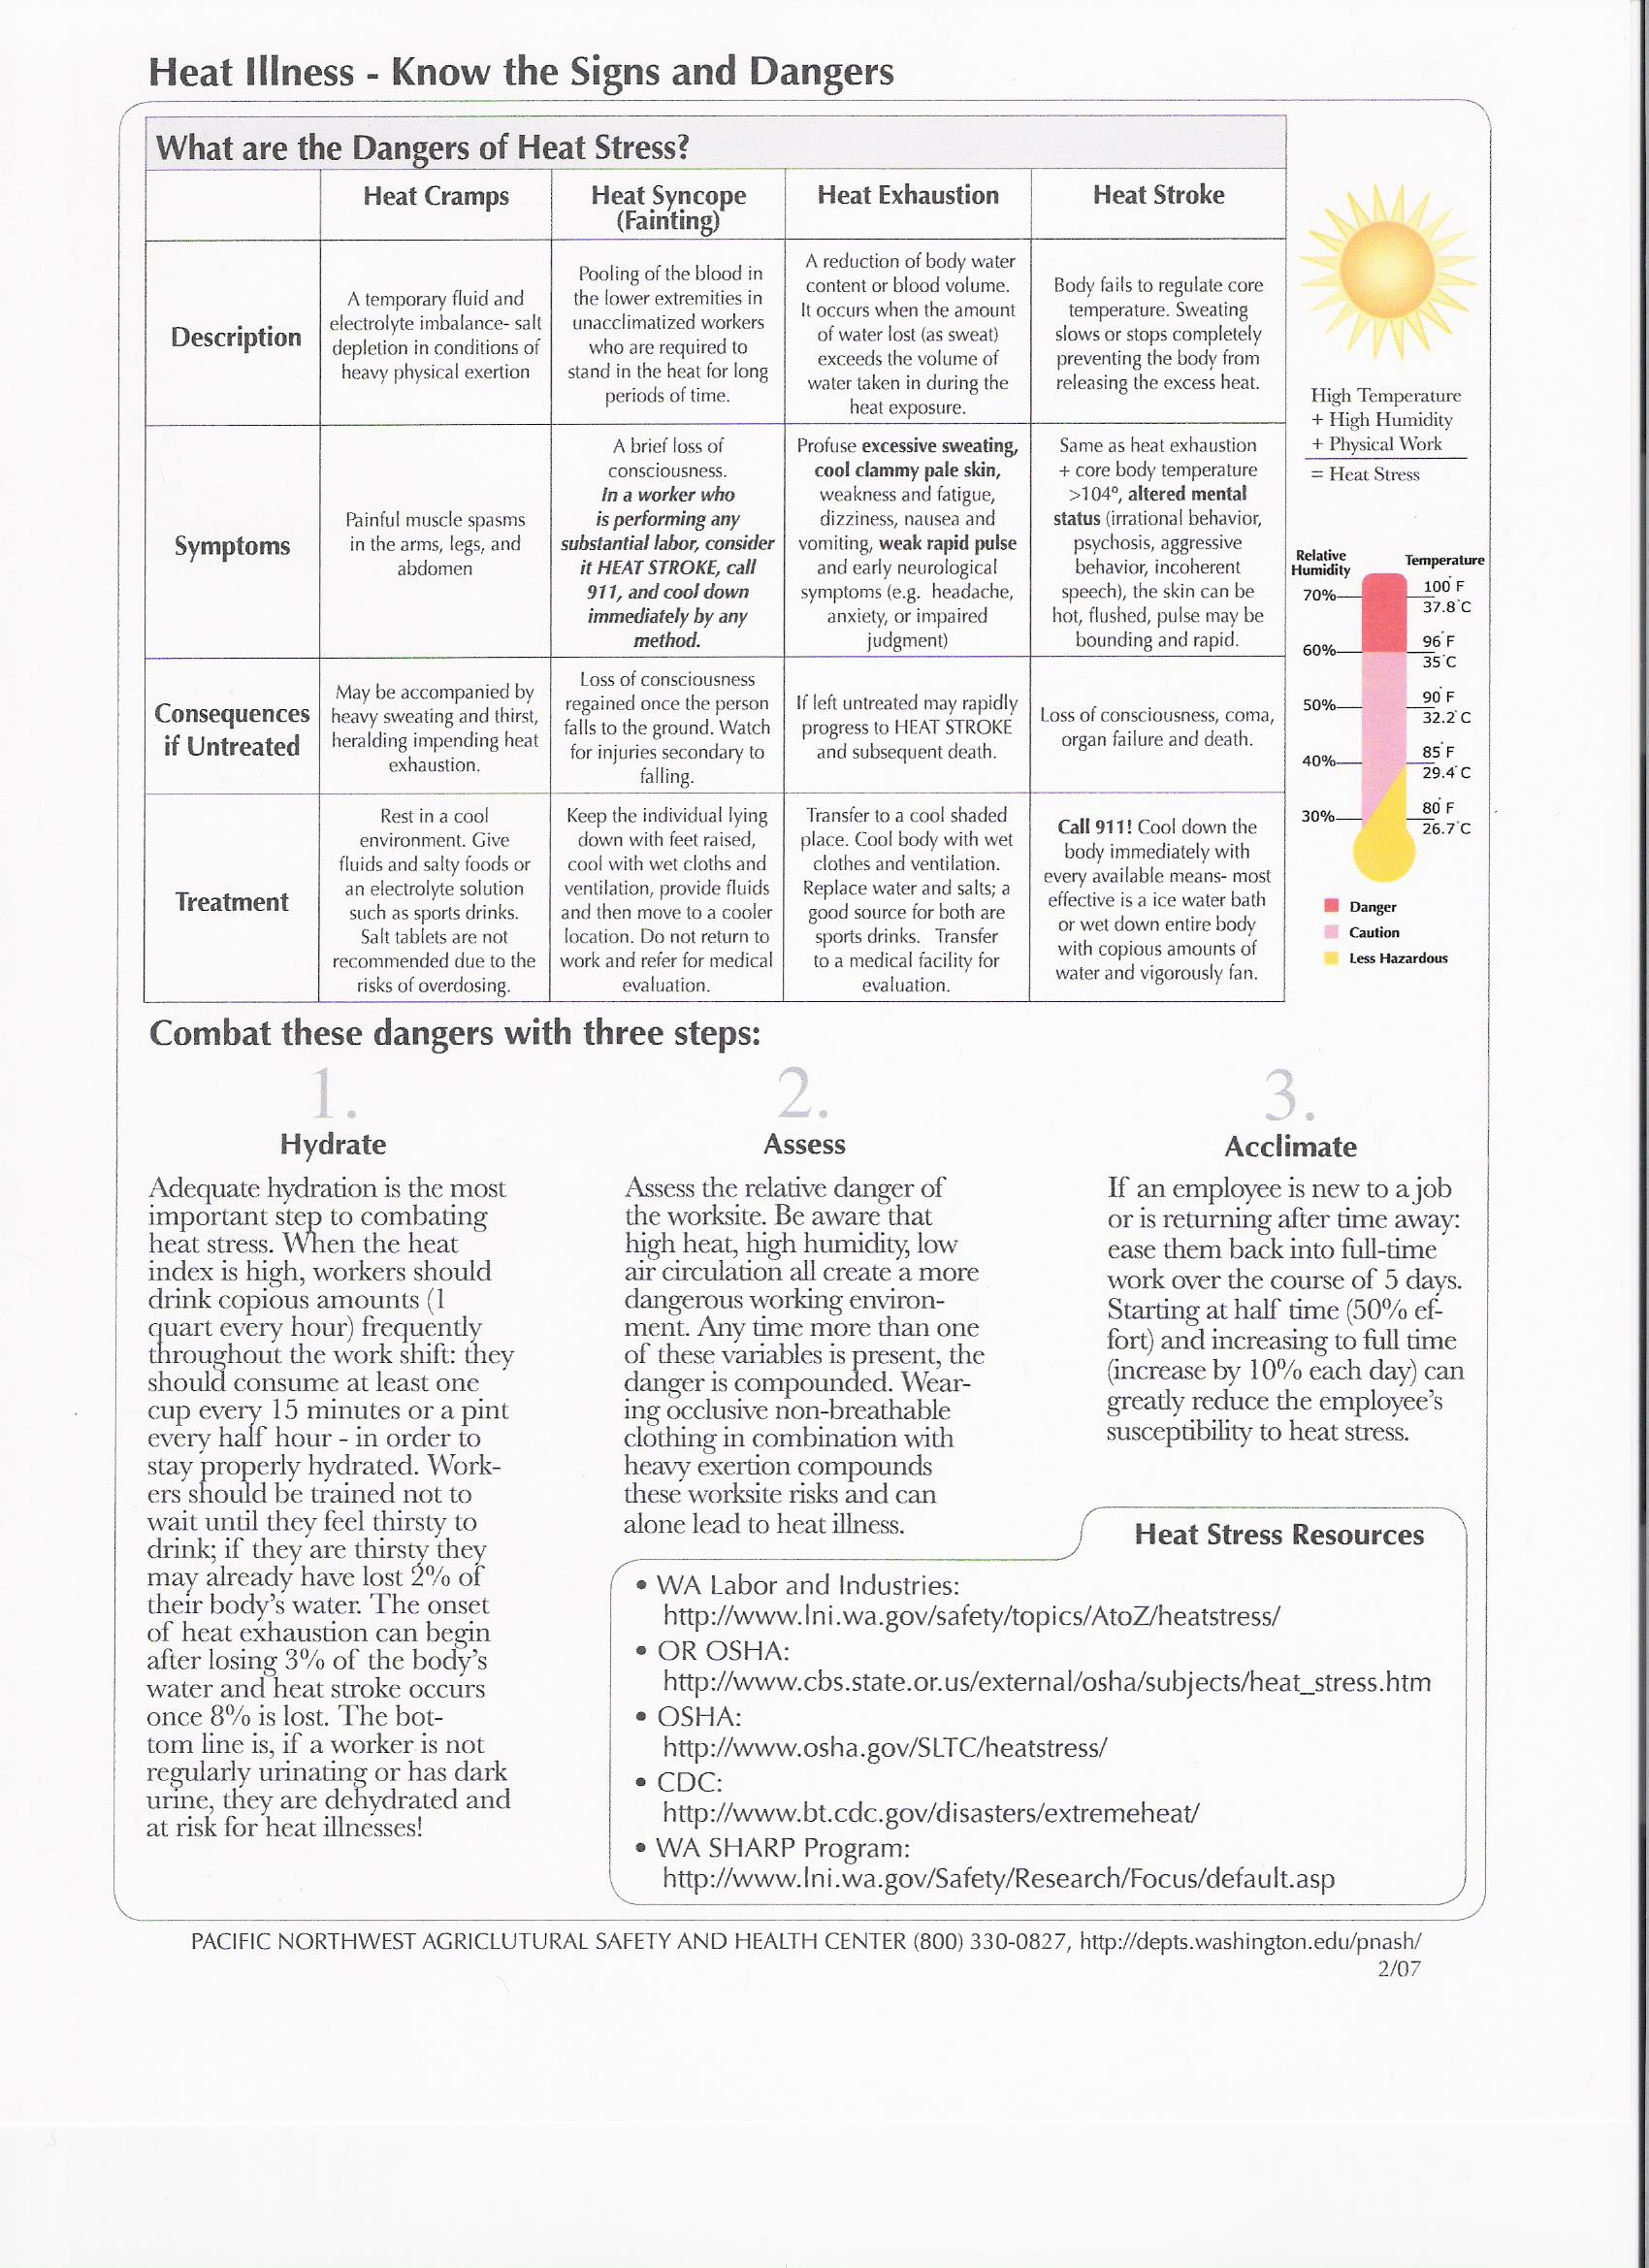 Heat Illness - Know the Signs and Dangers
What are the Dangers of Heat Stress?
Heat Cramps
Heat Syncope
(Fainting)
Heat Exhaustion
Heat Stroke
Description
A temporary fluid and
electrolyte imbalance- salt
depletion in conditions of
heavy physical exertion
Pooling of the blood in
the lower extremities in
unacclimatized workers
who are required to
stand in the heat for long
periods of time.
A reduction of body water
content or blood volume.
It occurs when the amount
of water lost (as sweat)
exceeds the volume of
water taken in during the
heat exposure.
Body fails to regulate core
temperature. Sweating
slows or stops completely
preventing the body from
releasing the excess heat.
Symptoms
Painful muscle spasms
in the arms, legs, and
abdomen
A brief loss of
consciousness.
In a worker who
is performing any
substantial labor, consider
it HEAT STROKE, call
911, and cool down
immediately by any
method.
Profuse excessive sweating,
cool clammy pale skin,
weakness and fatigue,
dizziness, nausea and
vomiting, weak rapid pulse
and early neurological
symptoms (e.g. headache,
anxiety, or impaired
judgment)
Same as heat exhaustion
+ core body temperature
>104º, altered mental
status (irrational behavior,
psychosis, aggressive
behavior, incoherent
speech), the skin can be
hot, flushed, pulse may be
bounding and rapid.
Consequences
if Untreated
May be accompanied by
heavy sweating and thirst,
heralding impending heat
exhaustion.
Loss of consciousness
regained once the person
falls to the ground. Watch
for injuries secondary to
falling.
If left untreated may rapidly
progress to HEAT STROKE
and subsequent death.
Loss of consciousness, coma,
organ failure and death.
Treatment
Rest in a cool
environment. Give
fluids and salty foods or
an electrolyte solution
such as sports drinks.
Salt tablets are not
recommended due to the
risks of overdosing.
Keep the individual lying
down with feet raised,
cool with wet cloths and
ventilation, provide fluids
and then move to a cooler
location. Do not return to
work and refer for medical
evaluation.
Transfer to a cool shaded
place. Cool body with wet
clothes and ventilation.
Replace water and salts; a
good source for both are
sports drinks. Transfer
to a medical facility for
evaluation.
Call 911! Cool down the
body immediately with
every available means- most
effective is a ice water bath
or wet down entire body
with copious amounts of
water and vigorously fan.
High Temperature
+ High Humidity
+ Physical Work
= Heat Stress
Relative
Humidity
Temperature
70%
100°F
37.8°C
60%
96°F
35°C
50%
90°F
32.2°C
40%
85°F
29.4°C
30%
80°F
26.7°C
Danger
Caution
Less Hazardous
Combat these dangers with three steps:
1.
Hydrate
Adequate hydration is the most
important step to combating
heat stress. When the heat
index is high, workers should
drink copious amounts (1
quart every hour) frequently
throughout the work shift: they
should consume at least one
cup every 15 minutes or a pint
every half hour - in order to
stay properly hydrated. Work-
ers should be trained not to
wait until they feel thirsty to
drink; if they are thirsty they
may already have lost 2% of
their body's water. The onset
of heat exhaustion can begin
after losing 3% of the body's
water and heat stroke occurs
once 8% is lost. The bot-
tom line is, if a worker is not
regularly urinating or has dark
urine, they are dehydrated and
at risk for heat illnesses!
2.
Assess
Assess the relative danger of
the worksite. Be aware that
high heat, high humidity, low
air circulation all create a more
dangerous working environ-
ment. Any time more than one
of these variables is present, the
danger is compounded. Wear-
ing occlusive non-breathable
clothing in combination with
heavy exertion compounds
these worksite risks and can
alone lead to heat illness.
3.
Acclimate
If an employee is new to a job
or is returning after time away:
ease them back into full-time
work over the course of 5 days.
Starting at half time (50% ef-
fort) and increasing to full time
(increase by 10% each day) can
greatly reduce the employee's
susceptibility to heat stress.
Heat Stress Resources
• WA Labor and Industries:
http://www.lni.wa.gov/safety/topics/AtoZ/heatstress/
• OR OSHA:
http://www.cbs.state.or.us/external/osha/subjects/heat_stress.htm
• OSHA:
http://www.osha.gov/SLTC/heatstress/
• CDC:
http://www.bt.cdc.gov/disasters/extremeheat/
• WA SHARP Program:
http://www.lni.wa.gov/Safety/Research/Focus/default.asp
PACIFIC NORTHWEST AGRICLUTURAL SAFETY AND HEALTH CENTER (800) 330-0827, http://depts.washington.edu/pnash/
2/07